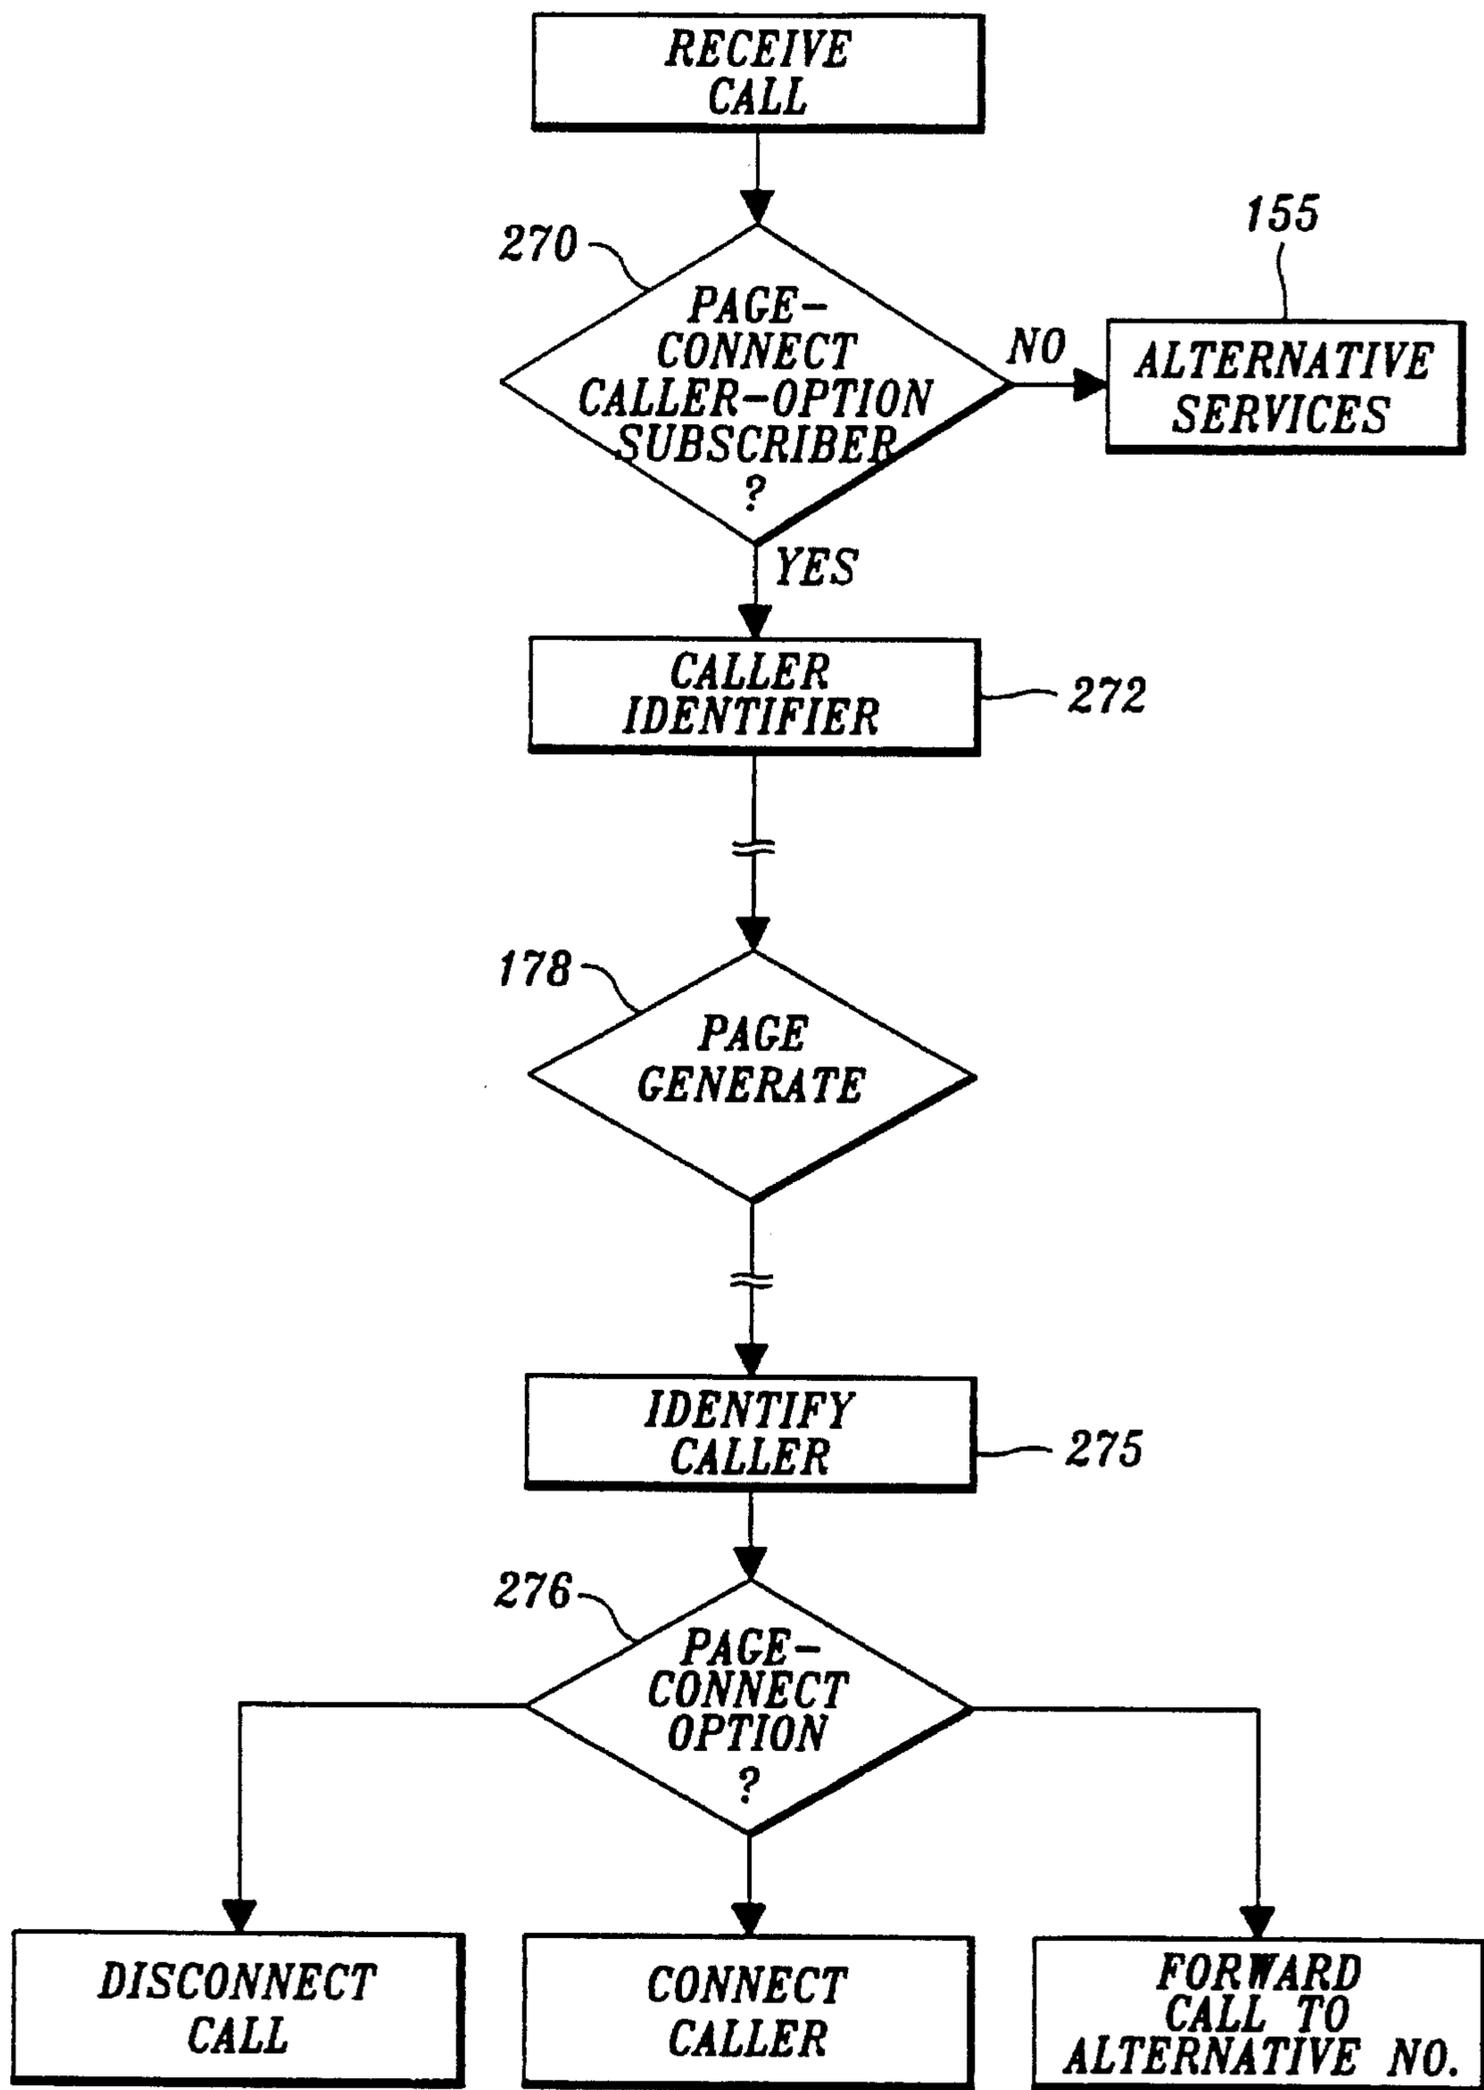 RECEIVE
CALL
155
270
PAGE-
CONNECT
CALLER-OPTION
SUBSCRIBER
?
NO
ALTERNATIVE
SERVICES
YES
CALLER
IDENTIFIER
272
178
PAGE
GENERATE
IDENTIFY
CALLER
275
276
PAGE-
CONNECT
OPTION
?
DISCONNECT
CALL
CONNECT
CALLER
FORWARD
CALL TO
ALTERNATIVE NO.